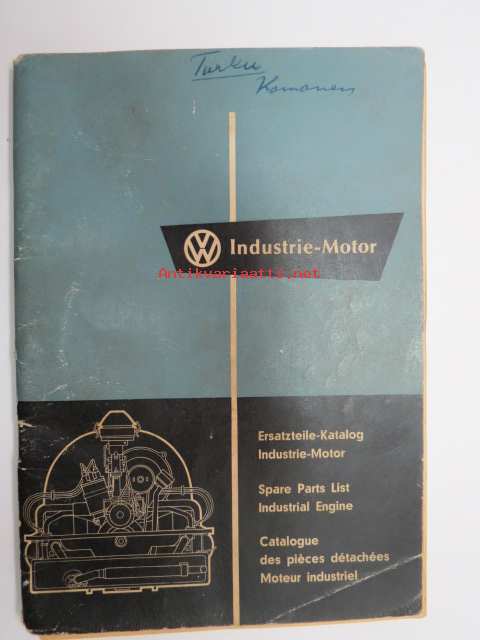 Turku
Komonen
VW Industrie-Motor
Antikvariaatti.net
Ersatzteile-Katalog
Industrie-Motor
Spare Parts List
Industrial Engine
Catalogue
des pièces détachées
Moteur industriel